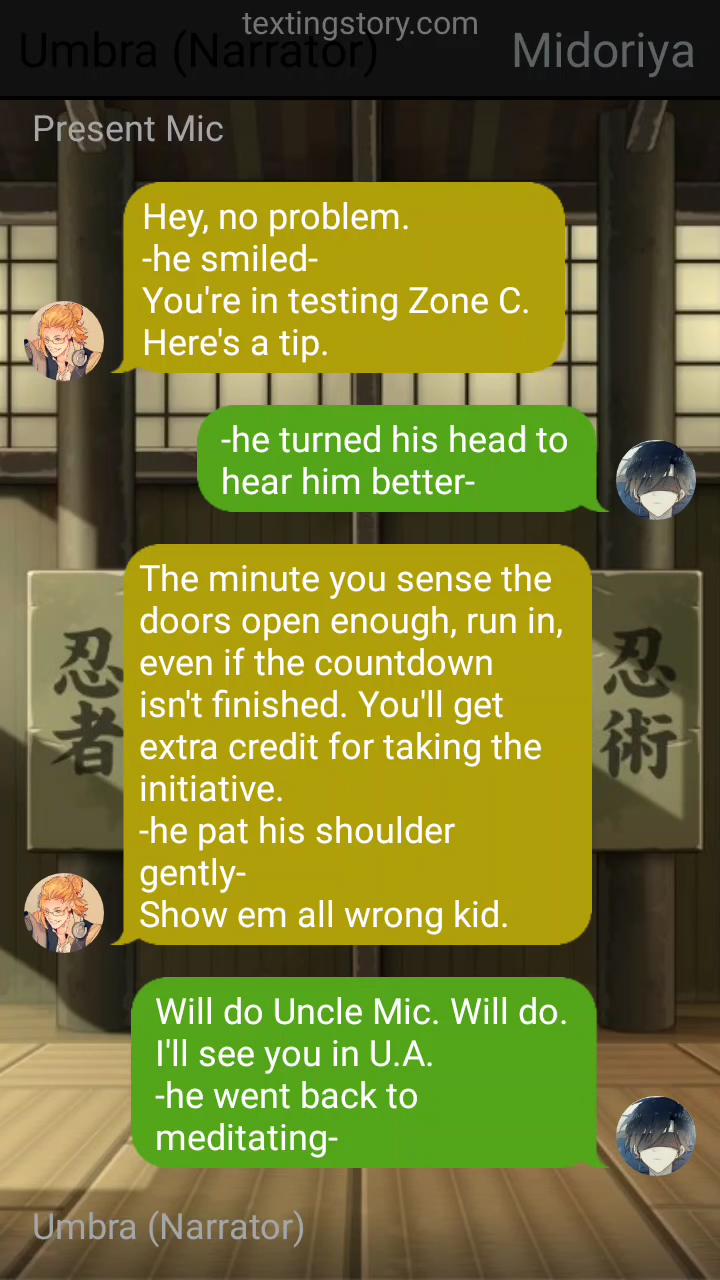 textingstory.com
Umbra (Narrator)
Midoriya
Present Mic
Hey, no problem.
-he smiled-
You're in testing Zone C.
Here's a tip.
-he turned his head to
hear him better-
The minute you sense the
doors open enough, run in,
even if the countdown
isn't finished. You'll get
extra credit for taking the
initiative.
-he pat his shoulder
gently-
Show em all wrong kid.
忍者
忍術
Will do Uncle Mic. Will do.
I'll see you in U.A.
-he went back to
meditating-
Umbra (Narrator)